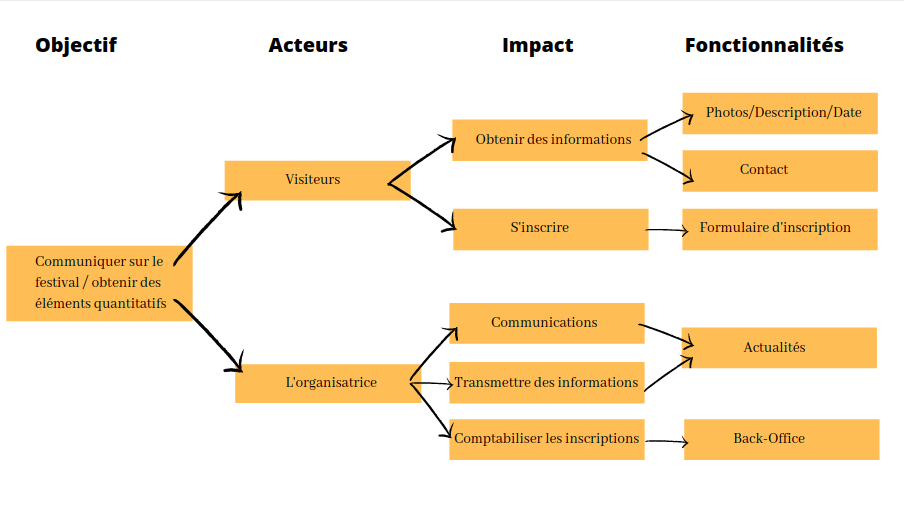 Objectif
Acteurs
Impact
Fonctionnalités
Communiquer sur le
festival / obtenir des
éléments quantitatifs
Visiteurs
L'organisatrice
Obtenir des informations
S'inscrire
Communications
Transmettre des informations
Comptabiliser les inscriptions
Photos/Description/Date
Contact
Formulaire d'inscription
Actualités
Back-Office